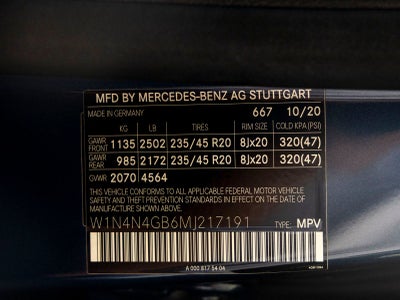 MFD BY MERCEDES-BENZ AG STUTTGART
MADE IN GERMANY 667 10/20
KG LB TIRES RIM SIZE COLD KPA (PSI)
GAWR FRONT 1135 2502 235/45 R20 8Jx20 320(47)
GAWR REAR 985 2172 235/45 R20 8Jx20 320(47)
GVWR 2070 4564
THIS VEHICLE CONFORMS TO ALL APPLICABLE FEDERAL MOTOR VEHICLE
SAFETY, BUMPER, AND THEFT PREVENTION STANDARDS IN EFFECT ON THE
DATE OF MANUFACTURE SHOWN ABOVE.
W1N4N4GB6MJ217191 TYPE: MPV
A 000 817 54 04